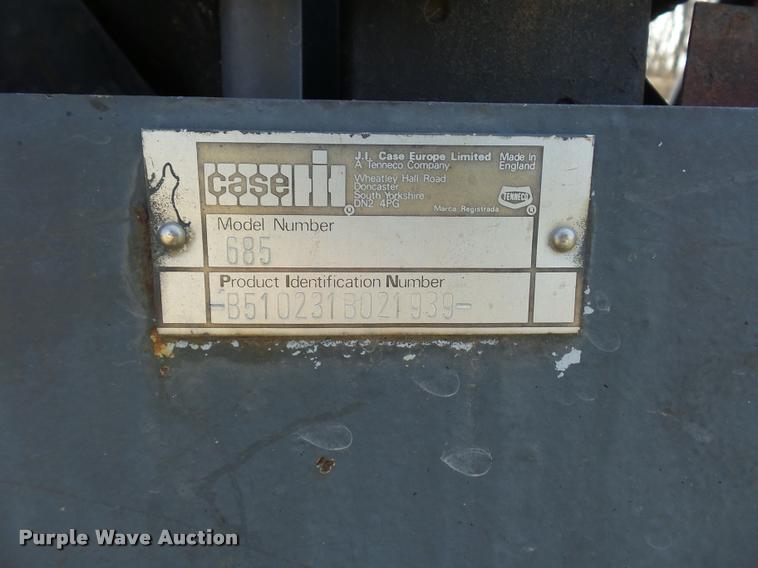 case IH
J.I. Case Europe Limited
A Tenneco Company
Wheatley Hall Road
Doncaster
South Yorkshire
DN2 4PG
Made in
England
TENNECO
Marca Registrada
Model Number
685
Product Identification Number
-B510231B021939-
Purple Wave Auction